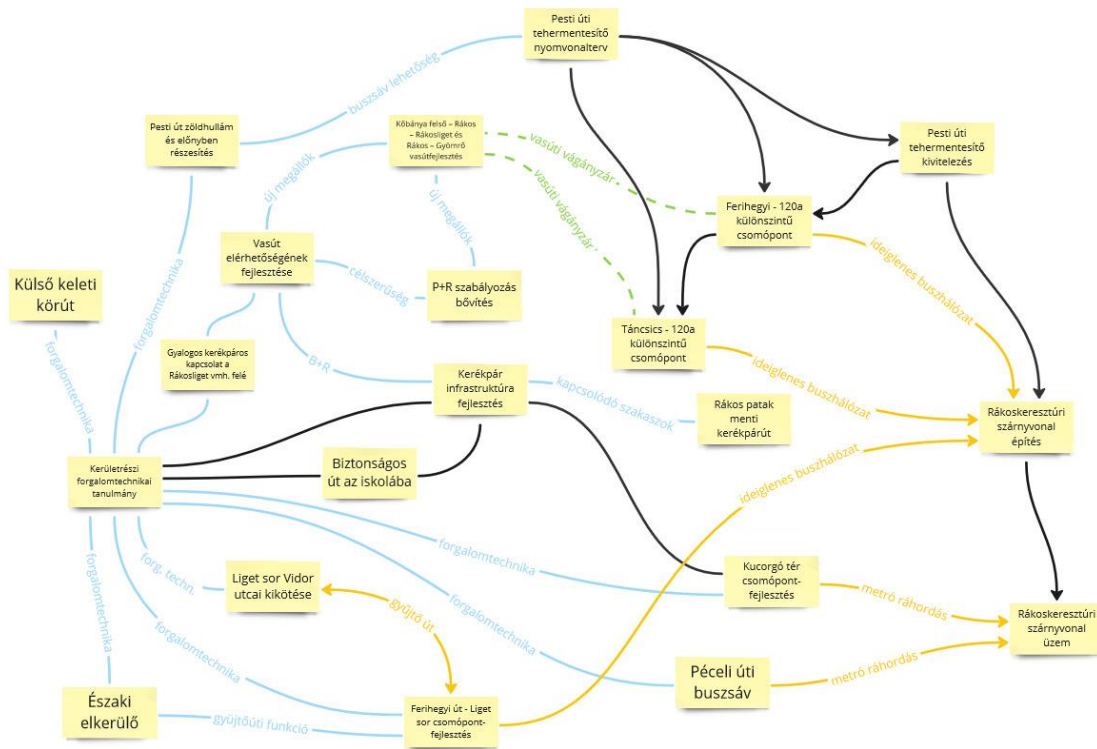 Pesti úti
tehermentesítő
nyomvonalterv
buszsáv lehetőség
Pesti út zöldhullám
és előnyben
részesítés
Kőbánya felső – Rákos
– Rákosliget és
Rákos – Gyömrő
vasútfejlesztés
Pesti úti
tehermentesítő
kivitelezés
vasúti vágányzár
vasúti vágányzár
új megállók
új megállók
Ferihegyi - 120a
különszintű
csomópont
Vasút
elérhetőségének
fejlesztése
célszerűség
P+R szabályozás
bővítés
Külső keleti
körút
forgalomtechnika
forgalomtechnika
ideiglenes buszhálózat
Táncsics - 120a
különszintű
csomópont
ideiglenes buszhálózat
Gyalogos kerékpáros
kapcsolat a
Rákosliget vmh. felé
B+R
Kerékpár
infrastruktúra
fejlesztés
kapcsolódó szakaszok
Rákos patak
menti
kerékpárút
Rákoskeresztúri
szárnyvonal
építés
Kerületrészi
forgalomtechnikai
tanulmány
Biztonságos
út az iskolába
ideiglenes buszhálózat
forgalomtechnika
forg. techn.
Liget sor Vidor
utcai kikötése
gyűjtő út
forgalomtechnika
forgalomtechnika
forgalomtechnika
Kucorgó tér
csomópont-
fejlesztés
metró ráhordás
Rákoskeresztúri
szárnyvonal
üzem
Péceli úti
buszsáv
metró ráhordás
Északi
elkerülő
gyűjtőúti funkció
Ferihegyi út - Liget
sor csomópont-
fejlesztés